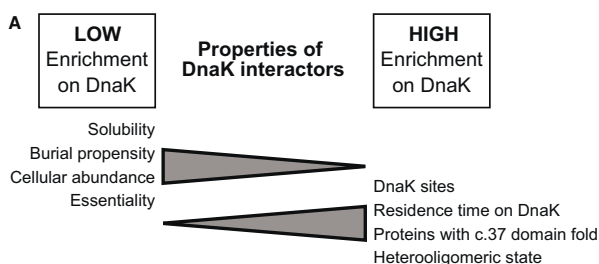 A
LOW
Enrichment
on DnaK
Properties of
DnaK interactors
HIGH
Enrichment
on DnaK
Solubility
Burial propensity
Cellular abundance
Essentiality
DnaK sites
Residence time on DnaK
Proteins with c.37 domain fold
Heterooligomeric state